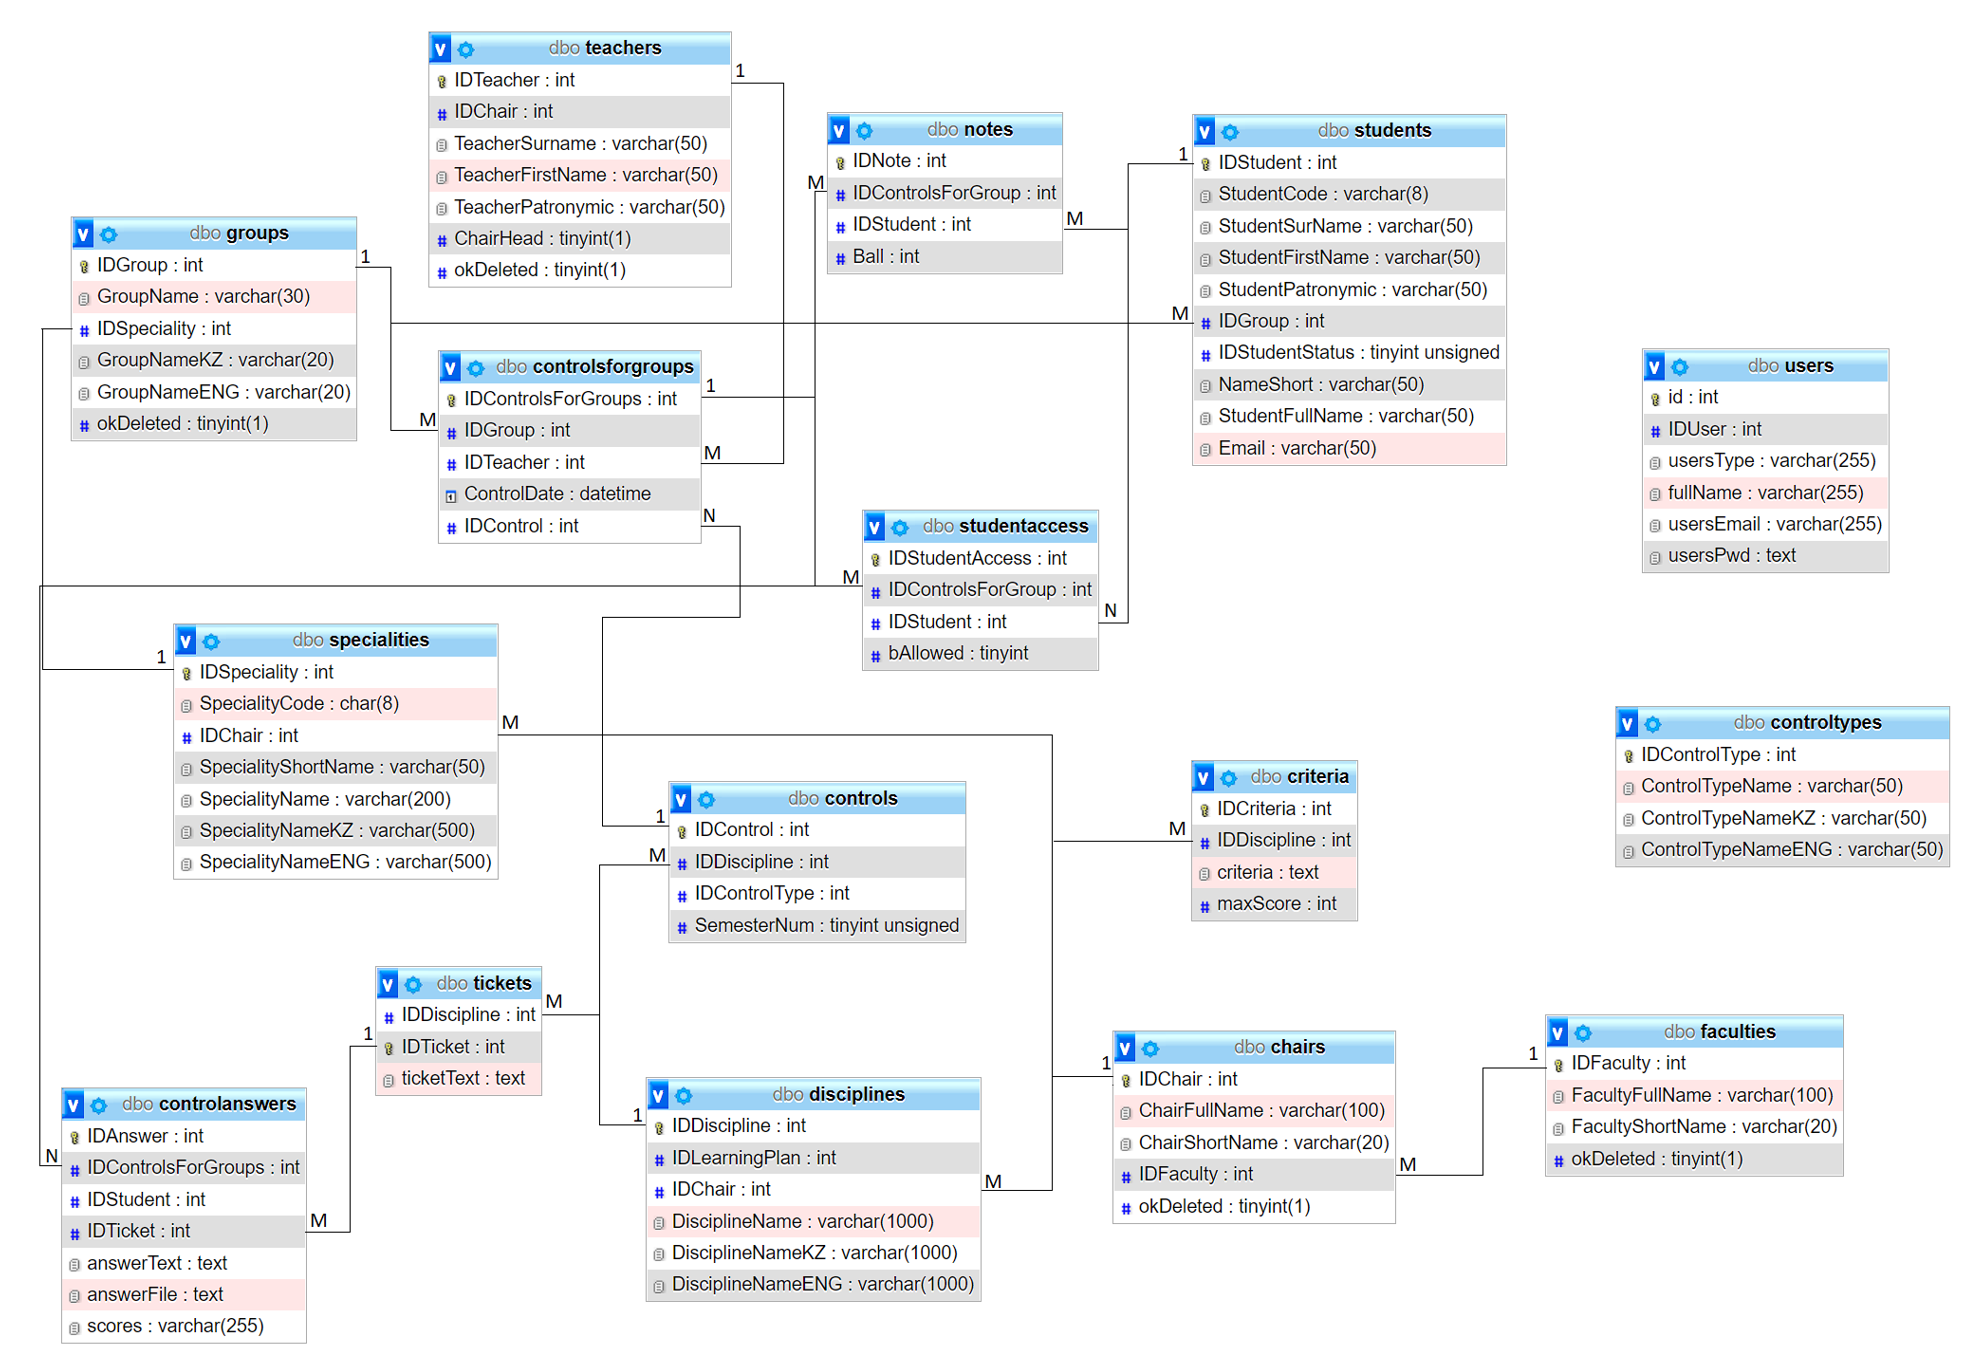 dbo teachers
IDTeacher : int
IDChair : int
TeacherSurname : varchar(50)
TeacherFirstName : varchar(50)
TeacherPatronymic : varchar(50)
ChairHead : tinyint(1)
okDeleted : tinyint(1)
1
dbo notes
IDNote : int
IDControlsForGroup : int
IDStudent : int
Ball : int
M
M
dbo students
IDStudent : int
StudentCode : varchar(8)
StudentSurName : varchar(50)
StudentFirstName : varchar(50)
StudentPatronymic : varchar(50)
IDGroup : int
IDStudentStatus : tinyint unsigned
NameShort : varchar(50)
StudentFullName : varchar(50)
Email : varchar(50)
1
M
dbo groups
IDGroup : int
GroupName : varchar(30)
IDSpeciality : int
GroupNameKZ : varchar(20)
GroupNameENG : varchar(20)
okDeleted : tinyint(1)
1
dbo controlsforgroups
IDControlsForGroups : int
IDGroup : int
IDTeacher : int
ControlDate : datetime
IDControl : int
M
1
M
N
dbo users
id : int
IDUser : int
usersType : varchar(255)
fullName : varchar(255)
usersEmail : varchar(255)
usersPwd : text
dbo studentaccess
IDStudentAccess : int
IDControlsForGroup : int
IDStudent : int
bAllowed : tinyint
M
N
dbo specialities
IDSpeciality : int
SpecialityCode : char(8)
IDChair : int
SpecialityShortName : varchar(50)
SpecialityName : varchar(200)
SpecialityNameKZ : varchar(500)
SpecialityNameENG : varchar(500)
1
M
dbo controltypes
IDControlType : int
ControlTypeName : varchar(50)
ControlTypeNameKZ : varchar(50)
ControlTypeNameENG : varchar(50)
dbo criteria
IDCriteria : int
IDDiscipline : int
criteria : text
maxScore : int
M
dbo controls
IDControl : int
IDDiscipline : int
IDControlType : int
SemesterNum : tinyint unsigned
1
M
dbo tickets
IDDiscipline : int
IDTicket : int
ticketText : text
M
1
dbo disciplines
IDDiscipline : int
IDLearningPlan : int
IDChair : int
DisciplineName : varchar(1000)
DisciplineNameKZ : varchar(1000)
DisciplineNameENG : varchar(1000)
1
M
dbo chairs
IDChair : int
ChairFullName : varchar(100)
ChairShortName : varchar(20)
IDFaculty : int
okDeleted : tinyint(1)
1
M
dbo faculties
IDFaculty : int
FacultyFullName : varchar(100)
FacultyShortName : varchar(20)
okDeleted : tinyint(1)
1
dbo controlanswers
IDAnswer : int
IDControlsForGroups : int
IDStudent : int
IDTicket : int
answerText : text
answerFile : text
scores : varchar(255)
N
M